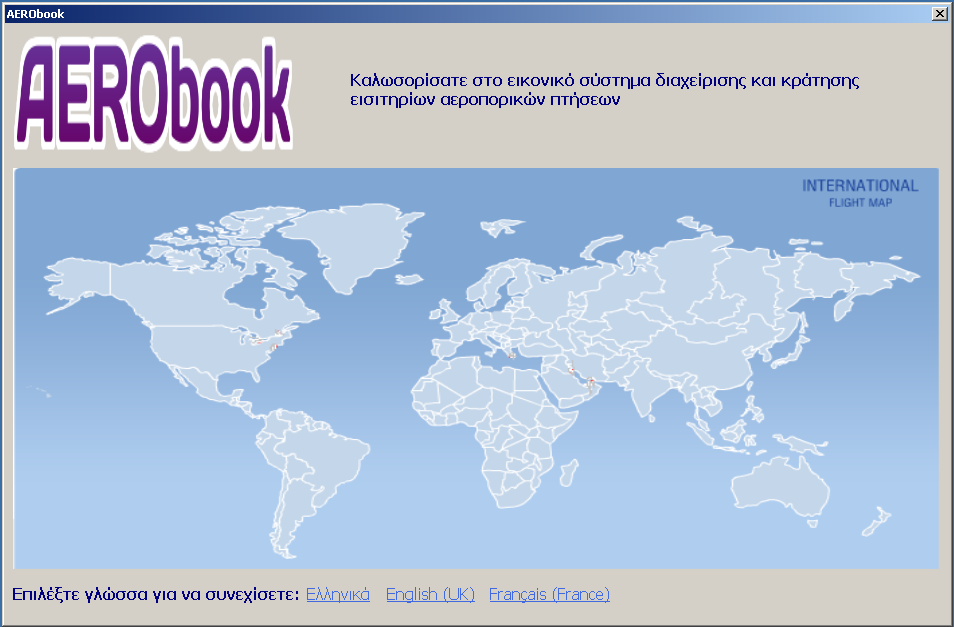 AERObook
AERObook
Καλωσορίσατε στο εικονικό σύστημα διαχείρισης και κράτησης
εισιτηρίων αεροπορικών πτήσεων
INTERNATIONAL
FLIGHT MAP
Επιλέξτε γλώσσα για να συνεχίσετε: Ελληνικά English (UK) Français (France)